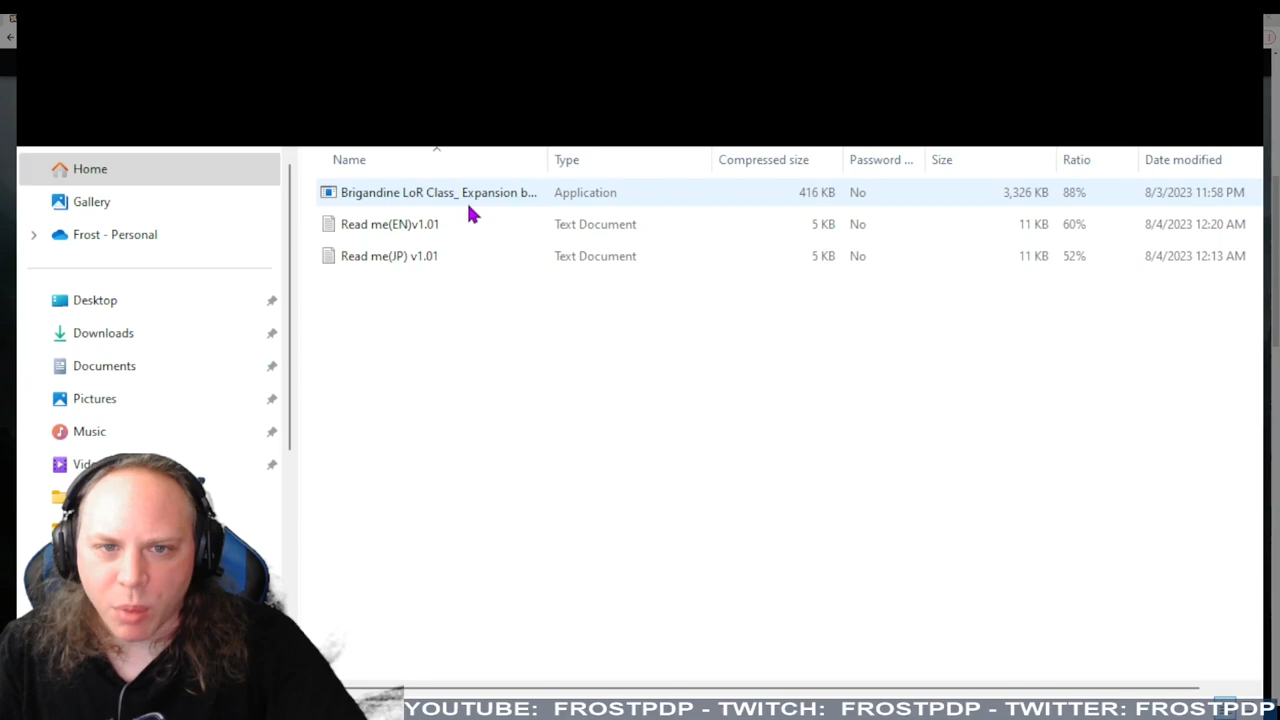 Name Type Compressed size Password ... Size Ratio Date modified
Home
Brigandine LoR Class_ Expansion b... Application 416 KB No 3,326 KB 88% 8/3/2023 11:58 PM
Gallery
Read me(EN)v1.01 Text Document 5 KB No 11 KB 60% 8/4/2023 12:20 AM
Frost - Personal
Read me(JP) v1.01 Text Document 5 KB No 11 KB 52% 8/4/2023 12:13 AM
Desktop
Downloads
Documents
Pictures
Music
YOUTUBE: FROSTPDP - TWITCH: FROSTPDP - TWITTER: FROSTPDP